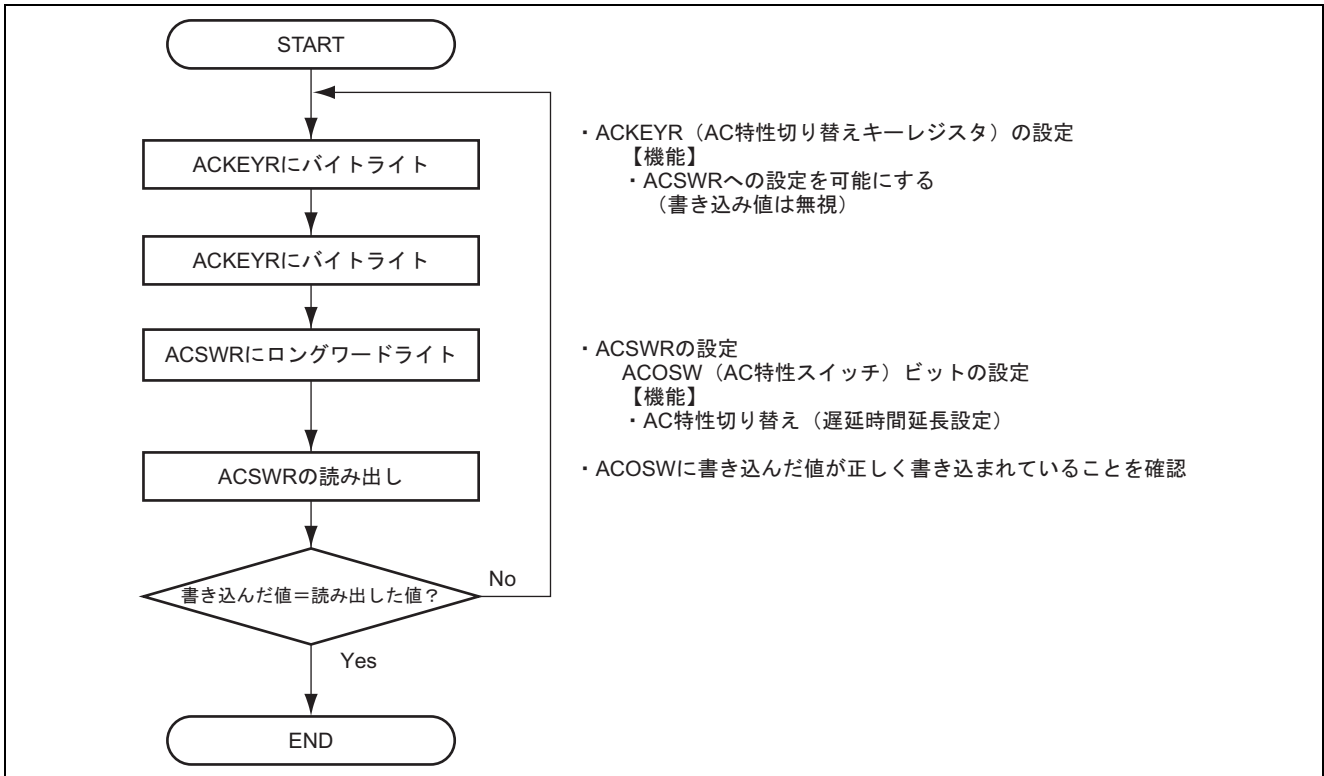 START
ACKEYRにバイトライト
・ACKEYR（AC特性切り替えキーレジスタ）の設定
【機能】
・ACSWRへの設定を可能にする
（書き込み値は無視）
ACKEYRにバイトライト
ACSWRにロングワードライト
・ACSWRの設定
ACOSW（AC特性スイッチ）ビットの設定
【機能】
・AC特性切り替え（遅延時間延長設定）
ACSWRの読み出し
・ACOSWに書き込んだ値が正しく書き込まれていることを確認
書き込んだ値＝読み出した値？
No
Yes
END